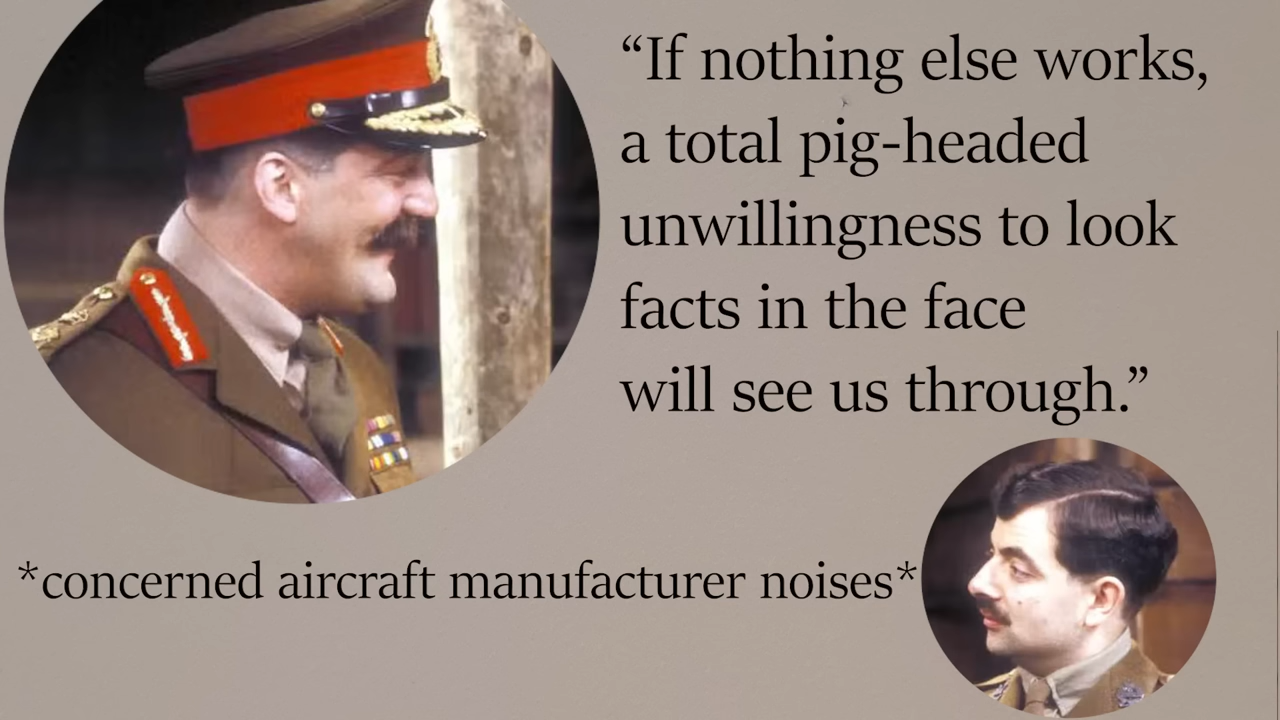 “If nothing else works,
a total pig-headed
unwillingness to look
facts in the face
will see us through.”
*concerned aircraft manufacturer noises*